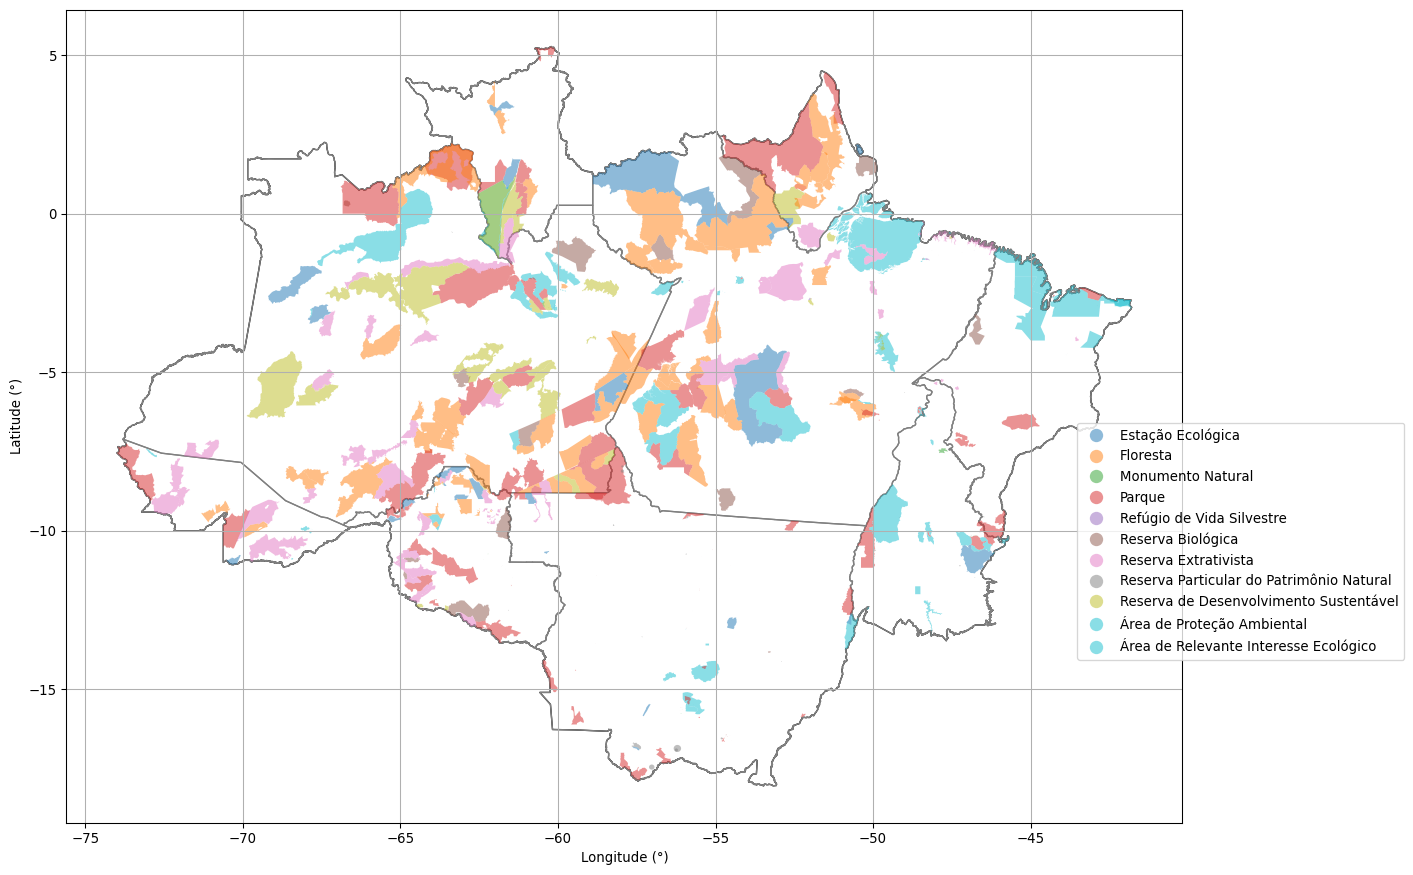 5
0
−5
−10
−15
Latitude (°)
−75
−70
−65
−60
−55
−50
−45
Longitude (°)
Estação Ecológica
Floresta
Monumento Natural
Parque
Refúgio de Vida Silvestre
Reserva Biológica
Reserva Extrativista
Reserva Particular do Patrimônio Natural
Reserva de Desenvolvimento Sustentável
Área de Proteção Ambiental
Área de Relevante Interesse Ecológico